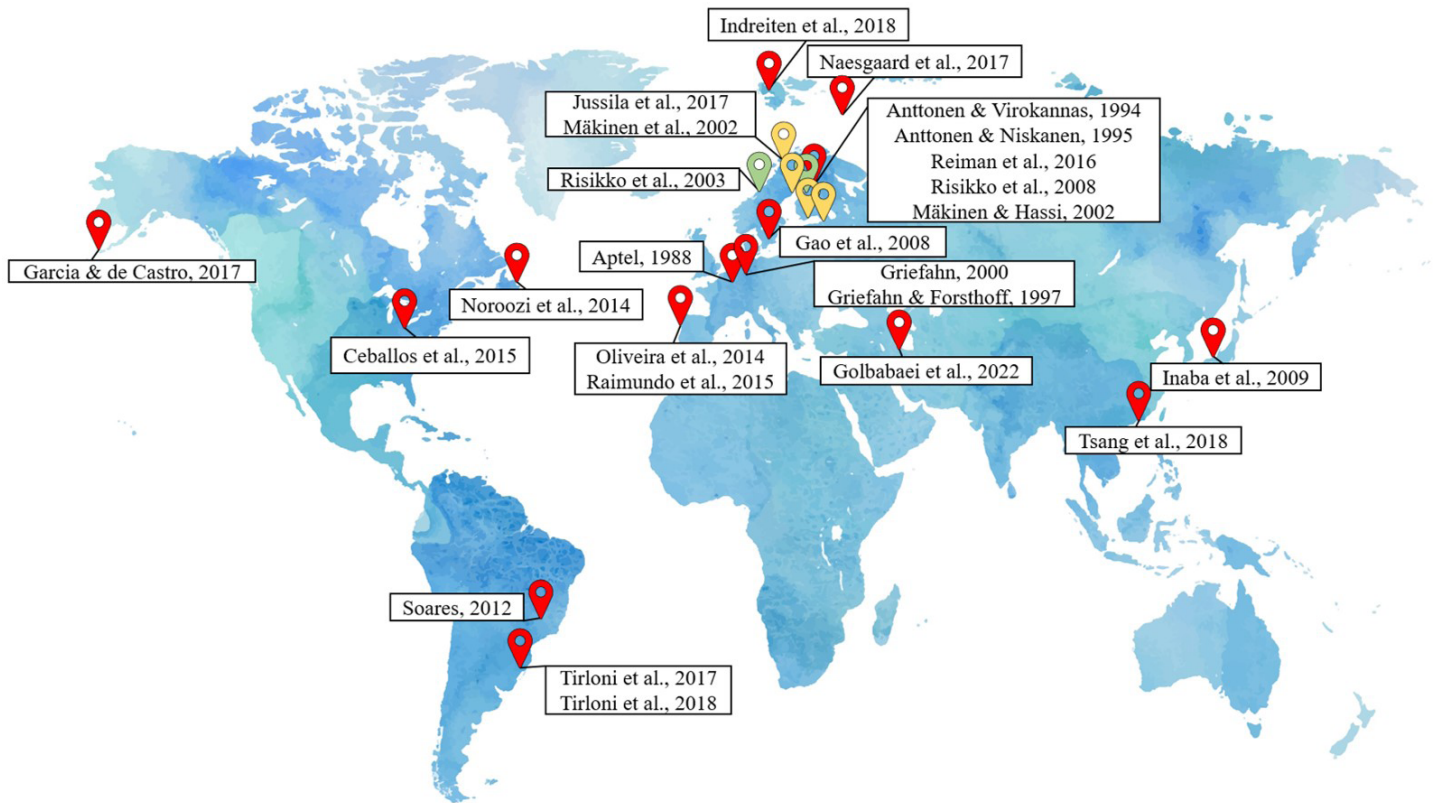 Indreiten et al., 2018
Naesgaard et al., 2017
Jussila et al., 2017
Mäkinen et al., 2002
Anttonen & Virokannas, 1994
Anttonen & Niskanen, 1995
Reiman et al., 2016
Risikko et al., 2008
Mäkinen & Hassi, 2002
Risikko et al., 2003
Gao et al., 2008
Aptel, 1988
Griefahn, 2000
Griefahn & Forsthoff, 1997
Garcia & de Castro, 2017
Noroozi et al., 2014
Ceballos et al., 2015
Oliveira et al., 2014
Raimundo et al., 2015
Golbabaei et al., 2022
Inaba et al., 2009
Tsang et al., 2018
Soares, 2012
Tirloni et al., 2017
Tirloni et al., 2018